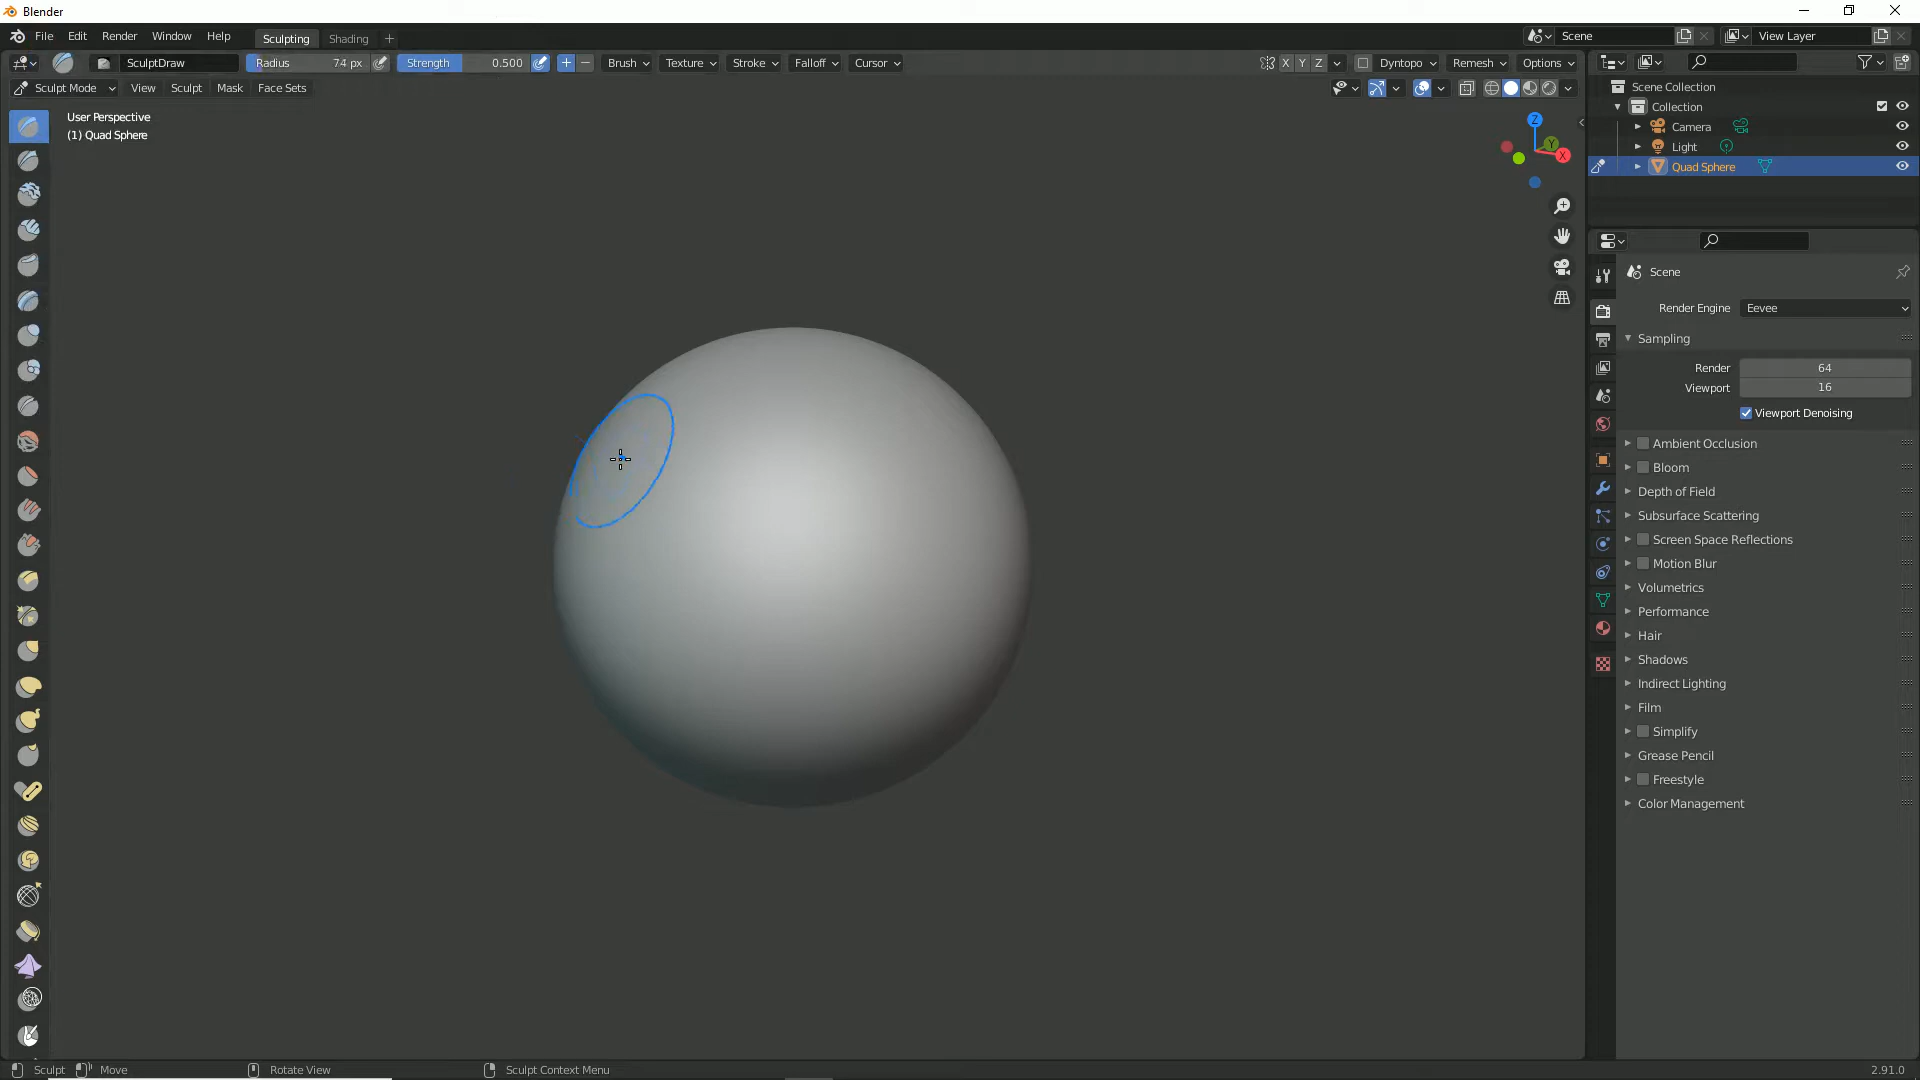 Blender
File Edit Render Window Help Sculpting Shading + Scene View Layer
SculptDraw Radius 74 px Strength 0.500 + − Brush Texture Stroke Falloff Cursor X Y Z Dyntopo Remesh Options
Sculpt Mode View Sculpt Mask Face Sets
User Perspective
(1) Quad Sphere
Z
Y
X
Scene Collection
Collection
Camera
Light
Quad Sphere
Scene
Render Engine Eevee
Sampling
Render 64
Viewport 16
Viewport Denoising
Ambient Occlusion
Bloom
Depth of Field
Subsurface Scattering
Screen Space Reflections
Motion Blur
Volumetrics
Performance
Hair
Shadows
Indirect Lighting
Film
Simplify
Grease Pencil
Freestyle
Color Management
Sculpt Move Rotate View Sculpt Context Menu 2.91.0